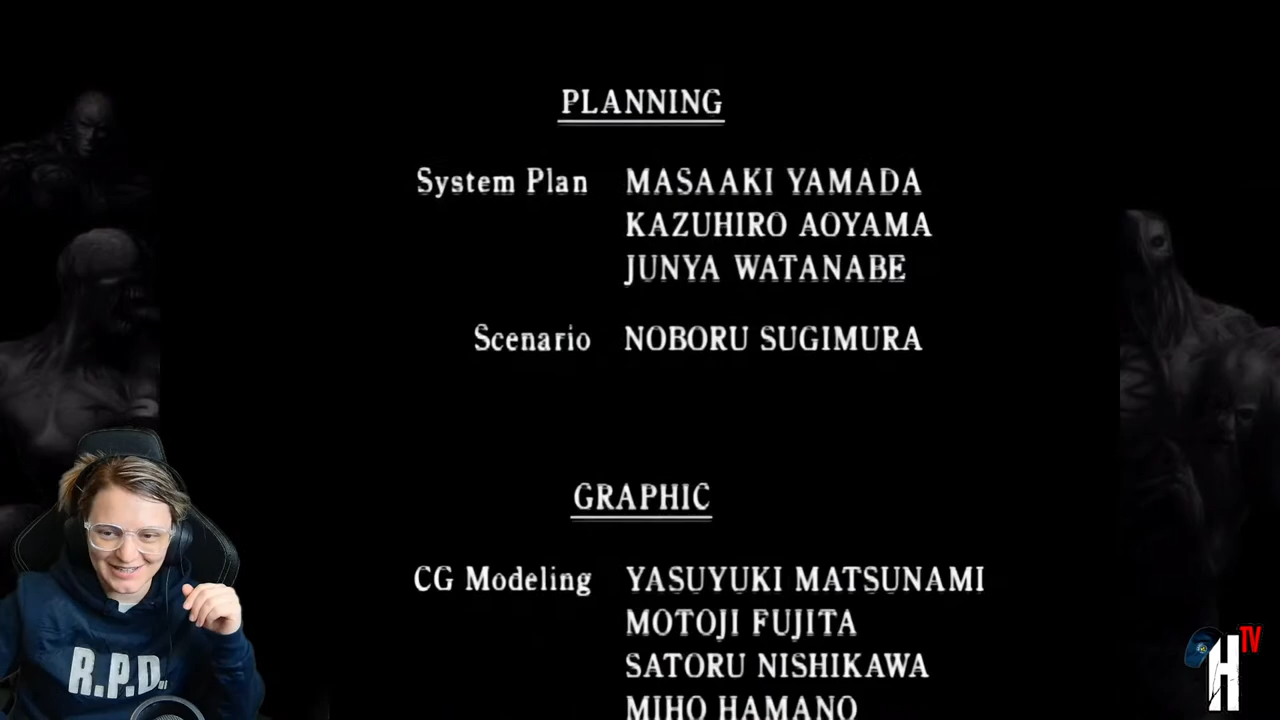 PLANNING
System Plan MASAAKI YAMADA
KAZUHIRO AOYAMA
JUNYA WATANABE
Scenario NOBORU SUGIMURA
GRAPHIC
CG Modeling YASUYUKI MATSUNAMI
MOTOJI FUJITA
SATORU NISHIKAWA
MIHO HAMANO
R.P.D.
H TV